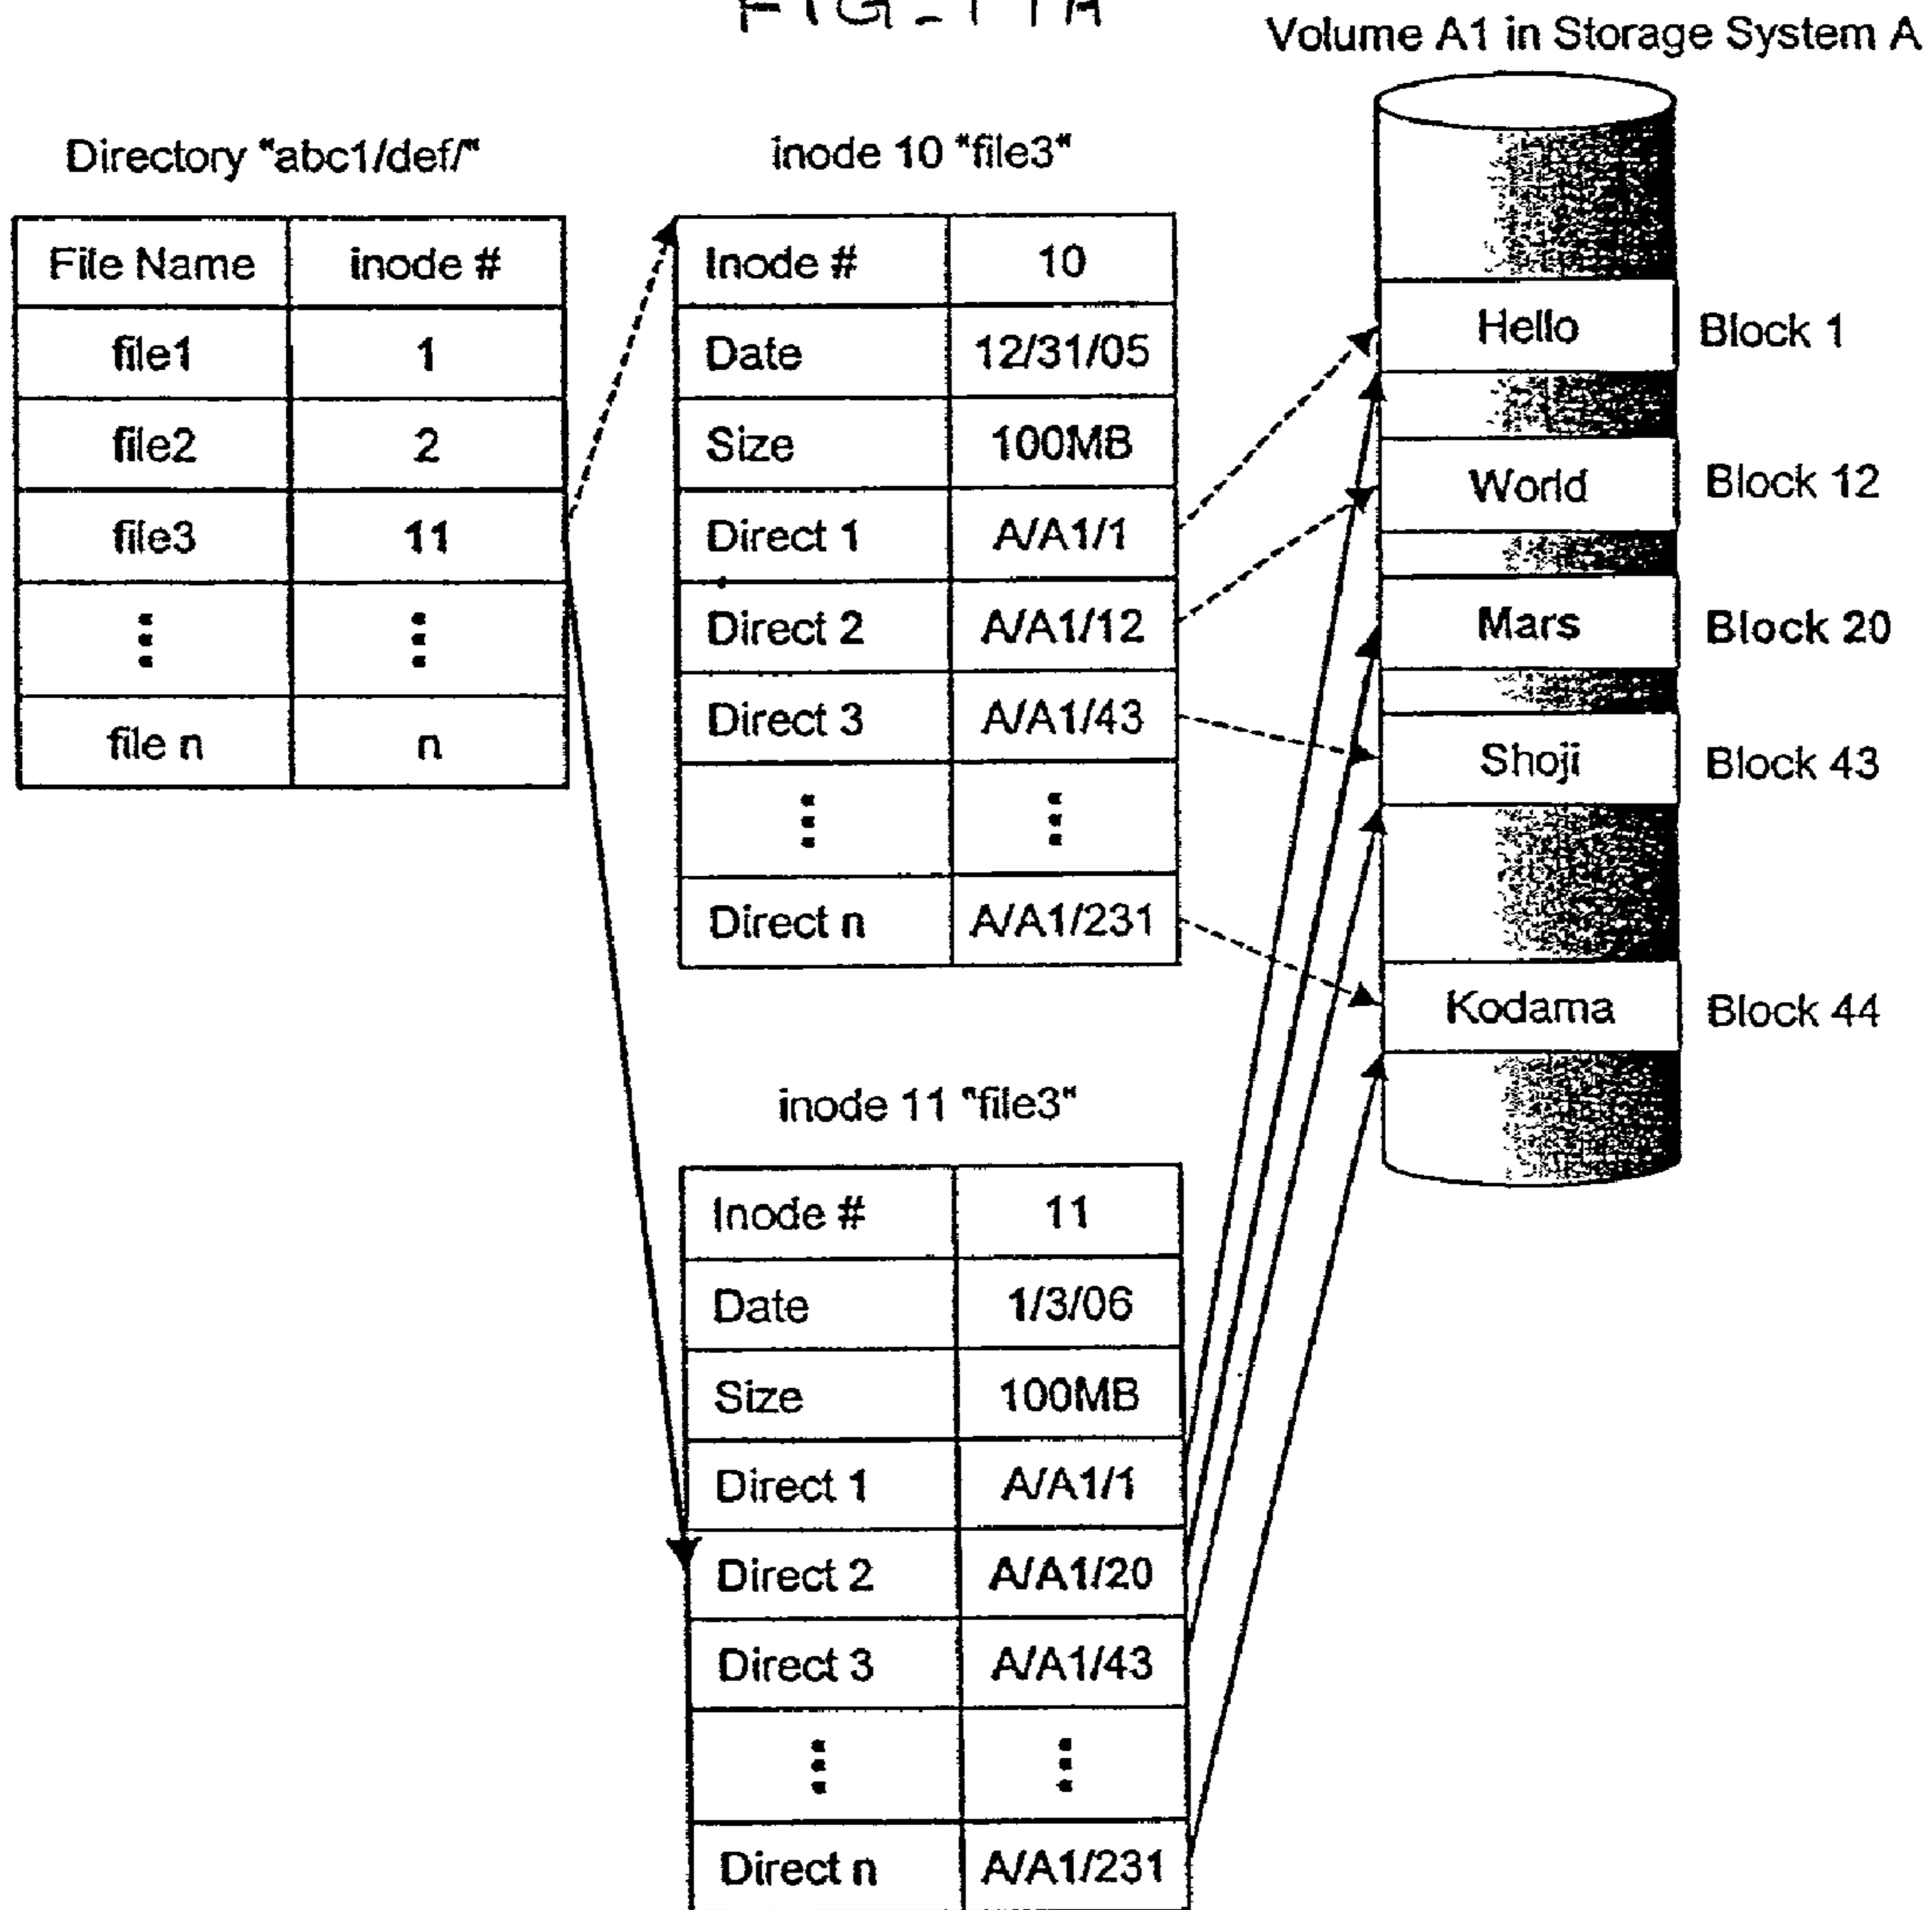 FIG_11A
Volume A1 in Storage System A
Directory "abc1/def/"
File Name inode #
file1 1
file2 2
file3 11
⋮ ⋮
file n n
inode 10 "file3"
Inode # 10
Date 12/31/05
Size 100MB
Direct 1 A/A1/1
Direct 2 A/A1/12
Direct 3 A/A1/43
⋮ ⋮
Direct n A/A1/231
inode 11 "file3"
Inode # 11
Date 1/3/06
Size 100MB
Direct 1 A/A1/1
Direct 2 A/A1/20
Direct 3 A/A1/43
⋮ ⋮
Direct n A/A1/231
Hello Block 1
World Block 12
Mars Block 20
Shoji Block 43
Kodama Block 44